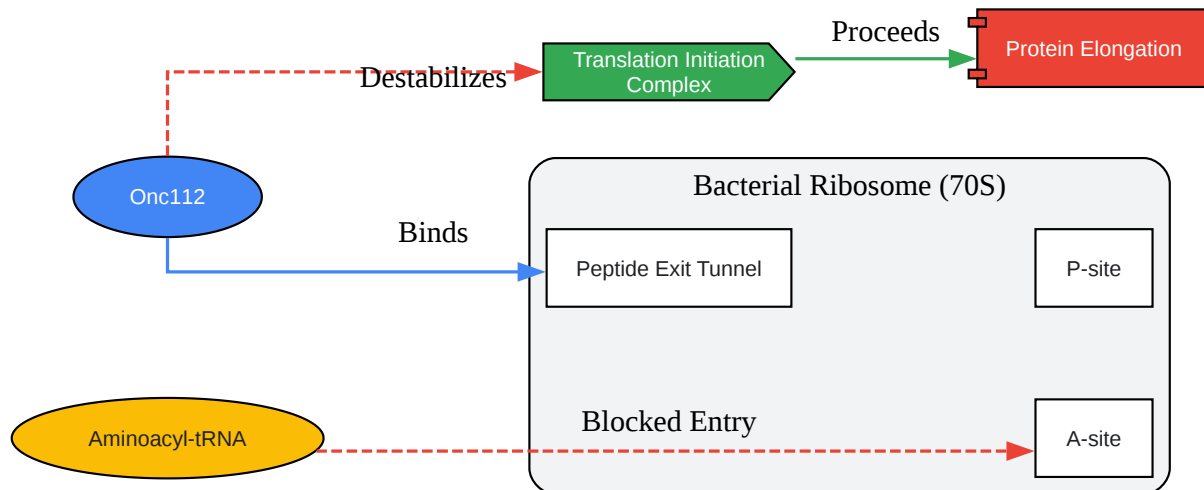 Proceeds
Protein Elongation
Translation Initiation
Complex
Destabilizes
Bacterial Ribosome (70S)
Onc112
Binds
Peptide Exit Tunnel
P-site
Blocked Entry
Aminoacyl-tRNA
A-site